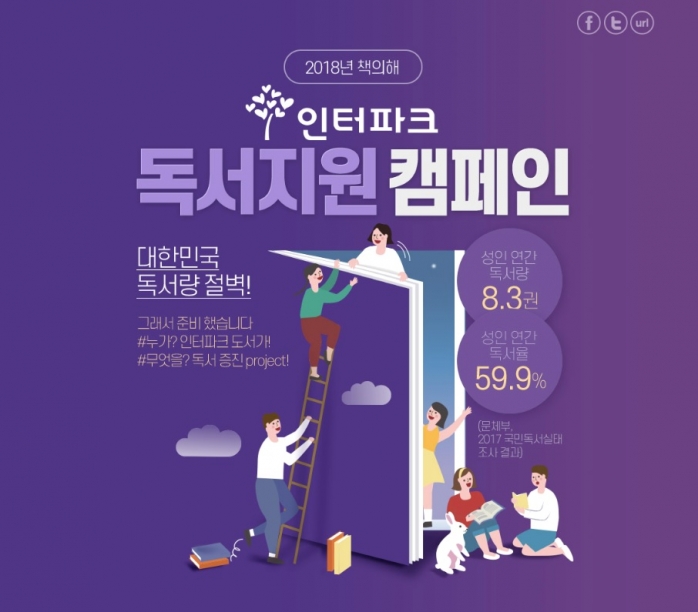 f t url
2018년 책의해
인터파크
독서지원 캠페인
대한민국
독서량 절벽!
그래서 준비 했습니다
#누가? 인터파크 도서가!
#무엇을? 독서 증진 project!
성인 연간
독서량
8.3권
성인 연간
독서율
59.9%
(문체부,
2017 국민독서실태
조사 결과)